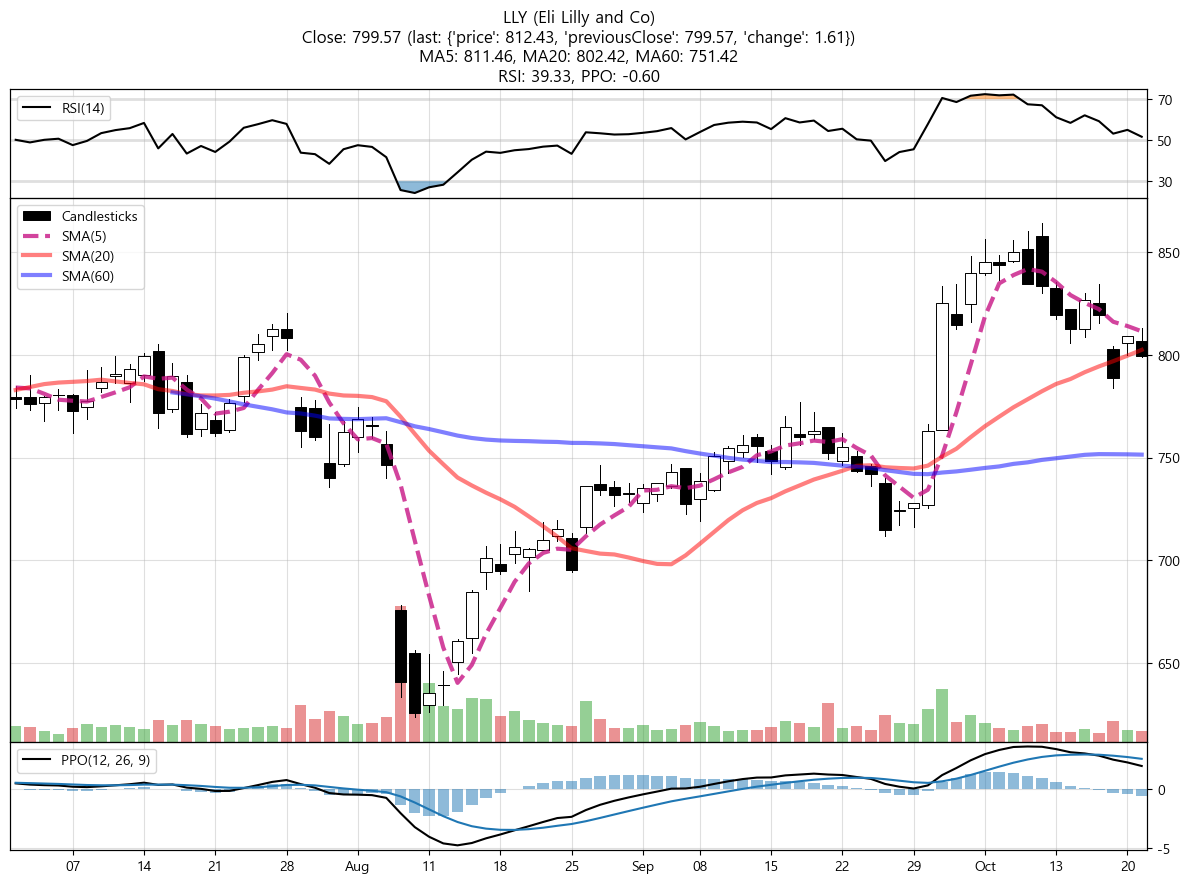 LLY (Eli Lilly and Co)
Close: 799.57 (last: {'price': 812.43, 'previousClose': 799.57, 'change': 1.61})
MA5: 811.46, MA20: 802.42, MA60: 751.42
RSI: 39.33, PPO: -0.60
RSI(14)
70
50
30
Candlesticks
SMA(5)
SMA(20)
SMA(60)
850
800
750
700
650
PPO(12, 26, 9)
0
-5
07 14 21 28 Aug 11 18 25 Sep 08 15 22 29 Oct 13 20